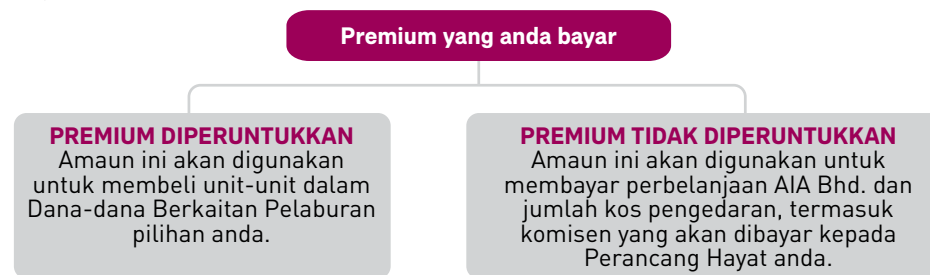 Premium yang anda bayar
PREMIUM DIPERUNTUKKAN
Amaun ini akan digunakan
untuk membeli unit-unit dalam
Dana-dana Berkaitan Pelaburan
pilihan anda.
PREMIUM TIDAK DIPERUNTUKKAN
Amaun ini akan digunakan untuk
membayar perbelanjaan AIA Bhd. dan
jumlah kos pengedaran, termasuk
komisen yang akan dibayar kepada
Perancang Hayat anda.